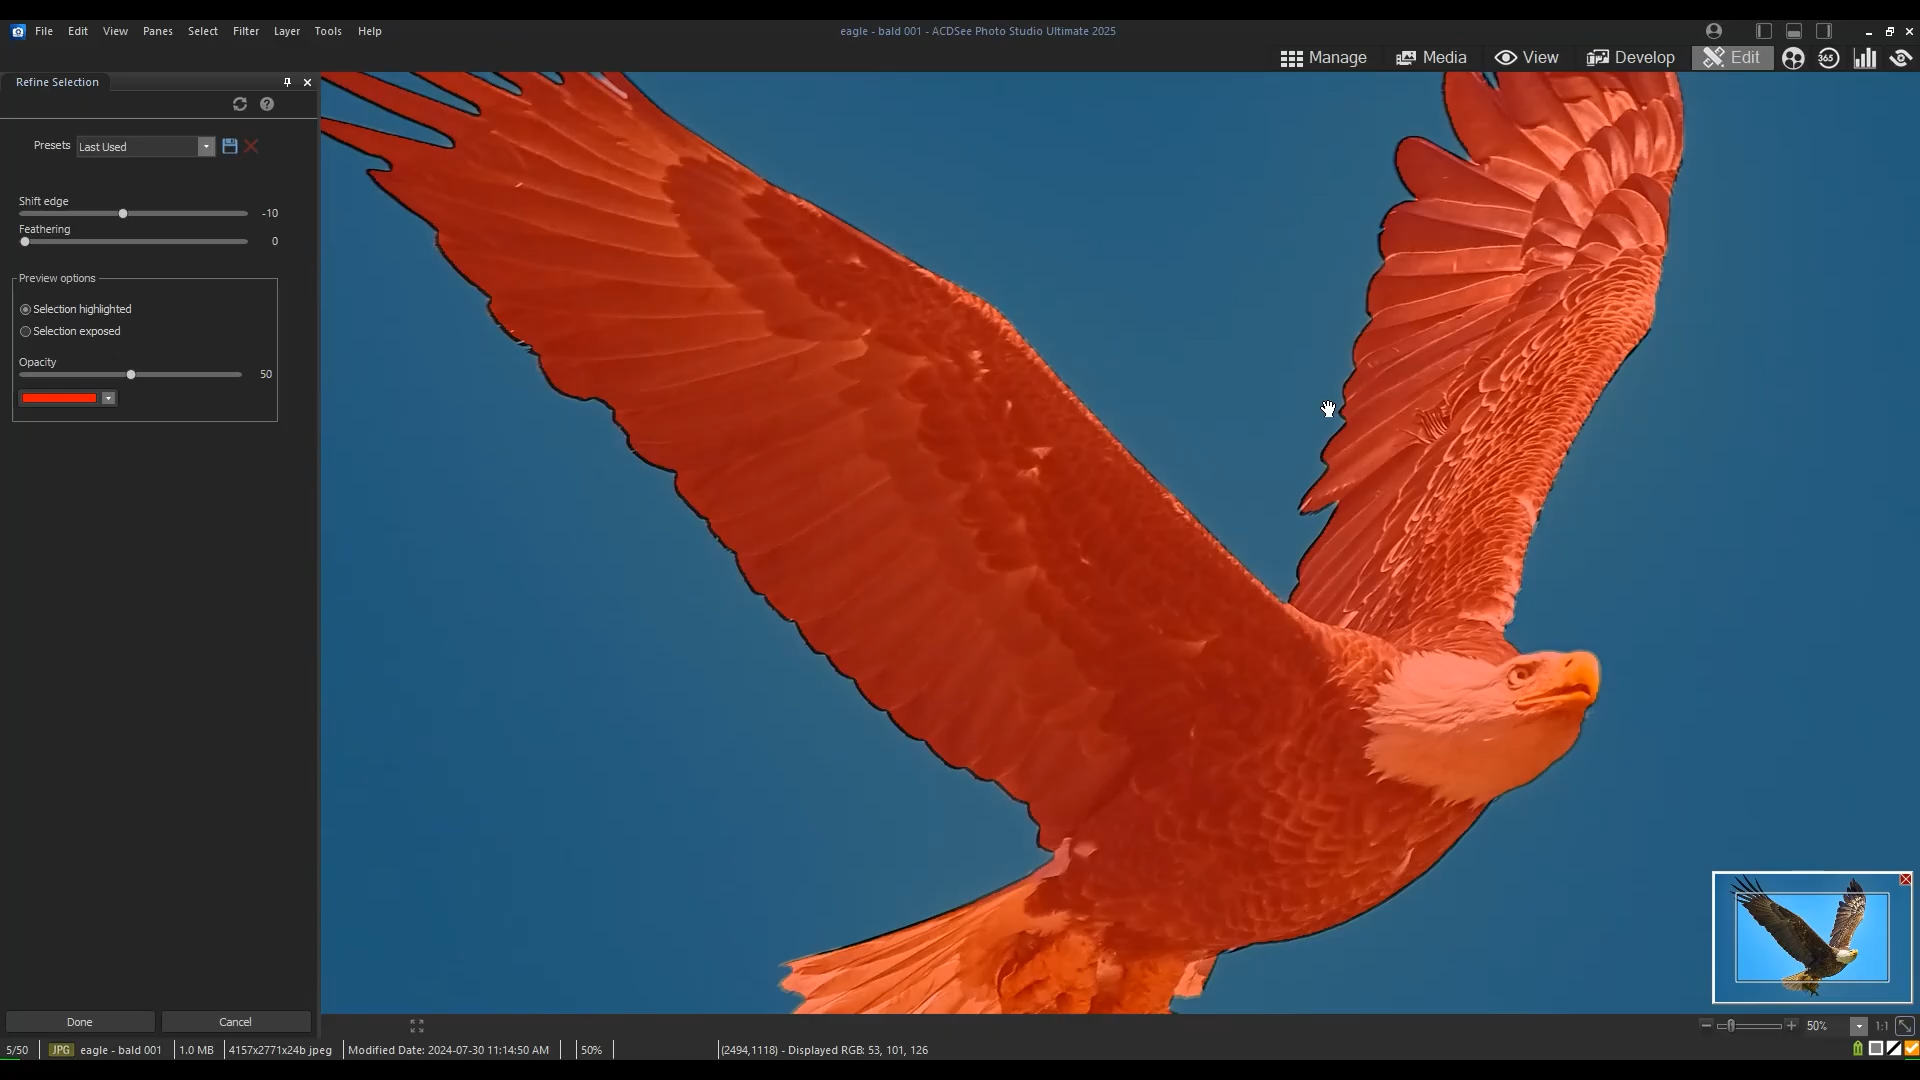 File Edit View Panes Select Filter Layer Tools Help
eagle - bald 001 - ACDSee Photo Studio Ultimate 2025
Manage Media View Develop Edit 365
Refine Selection
Presets Last Used
Shift edge
-10
Feathering
0
Preview options
Selection highlighted
Selection exposed
Opacity
50
Done Cancel
50% 1:1
5/50 JPG eagle - bald 001 1.0 MB 4157x2771x24b jpeg Modified Date: 2024-07-30 11:14:50 AM 50% (2494,1118) - Displayed RGB: 53, 101, 126